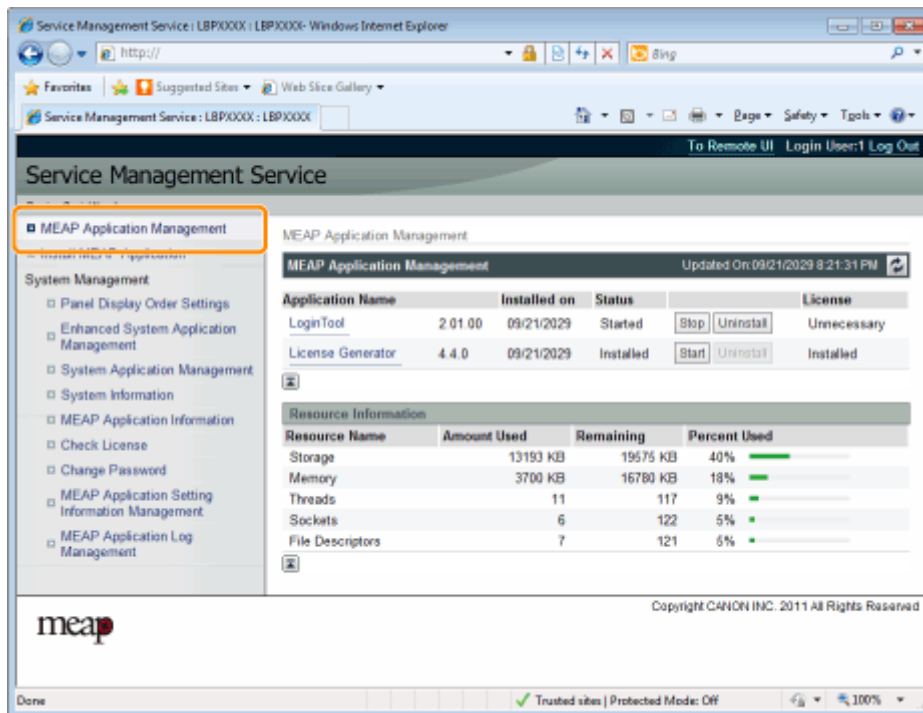 Service Management Service : LBPXXXX : LBPXXXX- Windows Internet Explorer
http://
Bing
Favorites Suggested Sites Web Slice Gallery
Service Management Service : LBPXXXX : LBPXXXX
Page Safety Tools
To Remote UI Login User:1 Log Out
Service Management Service
MEAP Application Management
Install MEAP Application
System Management
Panel Display Order Settings
Enhanced System Application
Management
System Application Management
System Information
MEAP Application Information
Check License
Change Password
MEAP Application Setting
Information Management
MEAP Application Log
Management
MEAP Application Management
MEAP Application Management Updated On:09/21/2029 8:21:31 PM
Application Name Installed on Status License
LoginTool 2.01.00 09/21/2029 Started Stop Uninstall Unnecessary
License Generator 4.4.0 09/21/2029 Installed Start Uninstall Installed
Resource Information
Resource Name Amount Used Remaining Percent Used
Storage 13193 KB 19575 KB 40%
Memory 3700 KB 16780 KB 18%
Threads 11 117 9%
Sockets 6 122 5%
File Descriptors 7 121 6%
Copyright CANON INC. 2011 All Rights Reserved
meap
Done Trusted sites | Protected Mode: Off 100%